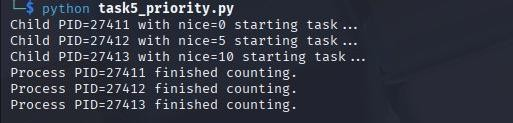 └─$ python task5_priority.py
Child PID=27411 with nice=0 starting task...
Child PID=27412 with nice=5 starting task...
Child PID=27413 with nice=10 starting task...
Process PID=27411 finished counting.
Process PID=27412 finished counting.
Process PID=27413 finished counting.